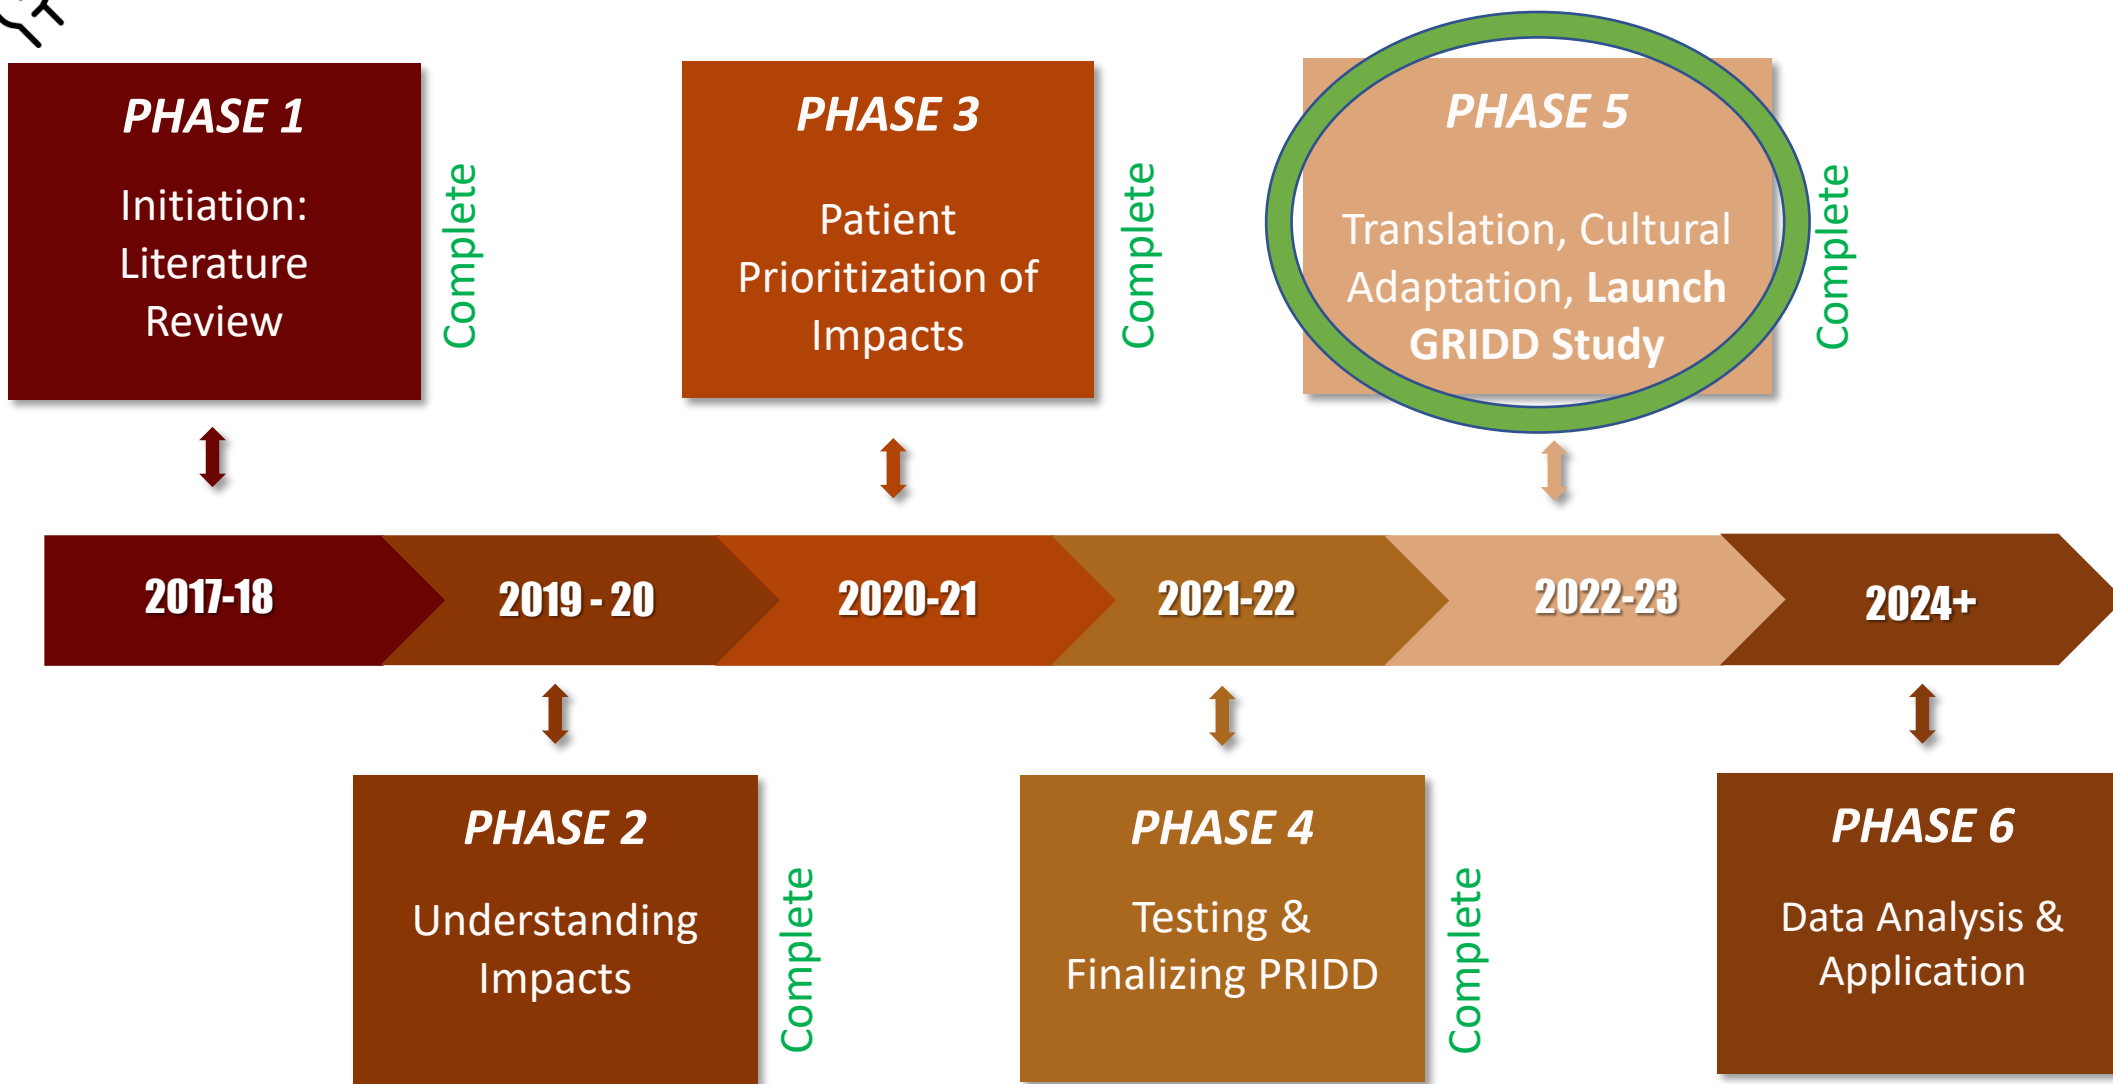 PHASE 1
Initiation:
Literature
Review
Complete
PHASE 3
Patient
Prioritization of
Impacts
Complete
PHASE 5
Translation, Cultural
Adaptation, Launch
GRIDD Study
Complete
2017-18
2019 - 20
2020-21
2021-22
2022-23
2024+
PHASE 2
Understanding
Impacts
Complete
PHASE 4
Testing &
Finalizing PRIDD
Complete
PHASE 6
Data Analysis &
Application